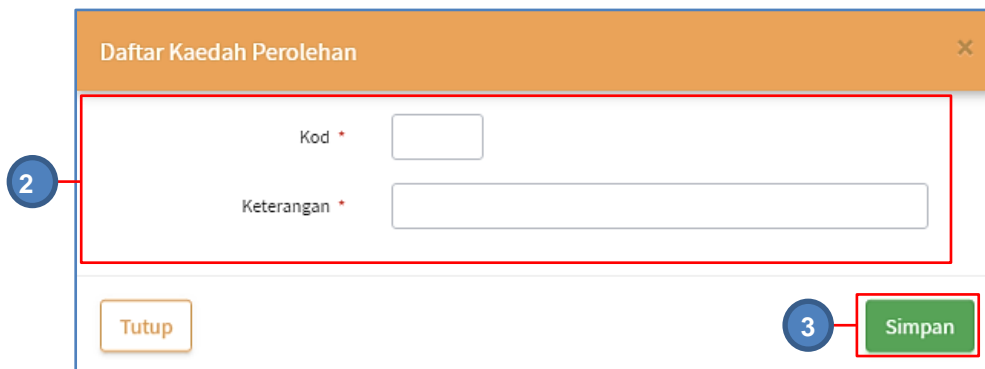 Daftar Kaedah Perolehan ×
Kod *
2
Keterangan *
Tutup
3
Simpan